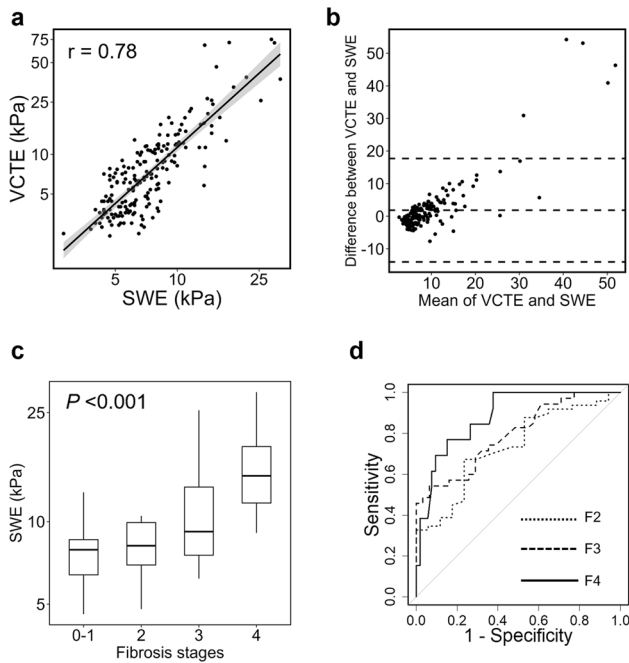 a
r = 0.78
VCTE (kPa)
75
50
25
10
5
5
10
25
SWE (kPa)
b
Difference between VCTE and SWE
50
40
30
20
10
0
-10
10
20
30
40
50
Mean of VCTE and SWE
c
P <0.001
SWE (kPa)
25
10
5
0-1
2
3
4
Fibrosis stages
d
Sensitivity
1.0
0.8
0.6
0.4
0.2
0.0
F2
F3
F4
0.0
0.2
0.4
0.6
0.8
1.0
1 - Specificity